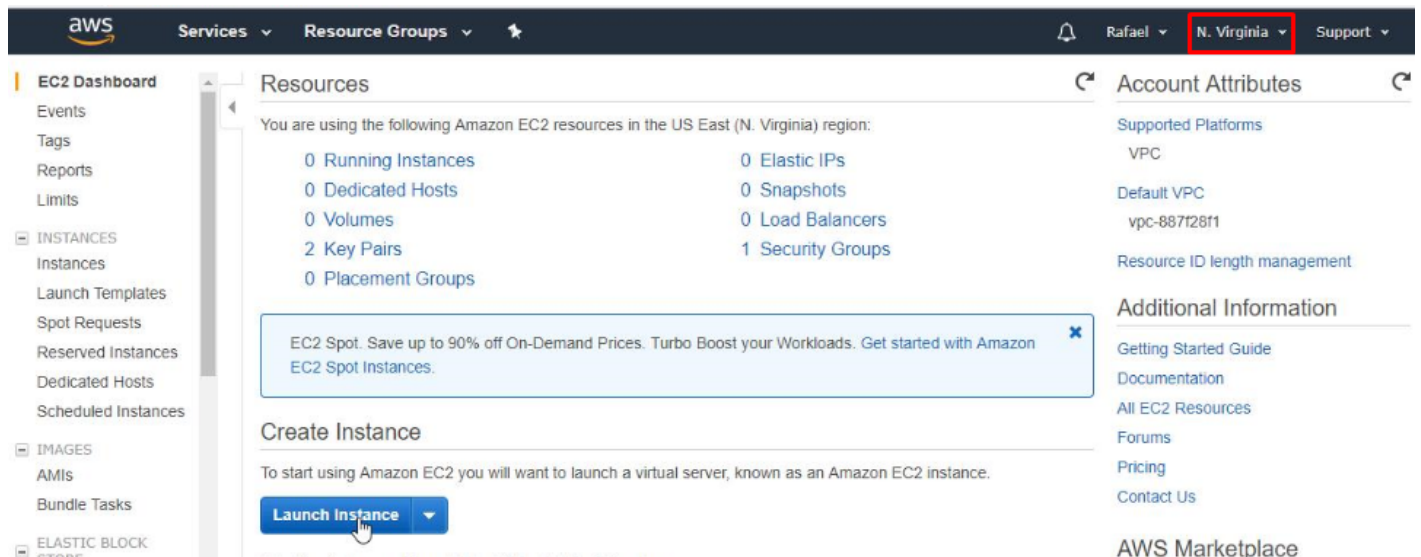 aws Services Resource Groups Rafael N. Virginia Support
EC2 Dashboard
Events
Tags
Reports
Limits
INSTANCES
Instances
Launch Templates
Spot Requests
Reserved Instances
Dedicated Hosts
Scheduled Instances
IMAGES
AMIs
Bundle Tasks
ELASTIC BLOCK
STORE
Resources
You are using the following Amazon EC2 resources in the US East (N. Virginia) region:
0 Running Instances
0 Elastic IPs
0 Dedicated Hosts
0 Snapshots
0 Volumes
0 Load Balancers
2 Key Pairs
1 Security Groups
0 Placement Groups
EC2 Spot. Save up to 90% off On-Demand Prices. Turbo Boost your Workloads. Get started with Amazon
EC2 Spot Instances.
Create Instance
To start using Amazon EC2 you will want to launch a virtual server, known as an Amazon EC2 instance.
Launch Instance
Account Attributes
Supported Platforms
VPC
Default VPC
vpc-887f28f1
Resource ID length management
Additional Information
Getting Started Guide
Documentation
All EC2 Resources
Forums
Pricing
Contact Us
AWS Marketplace